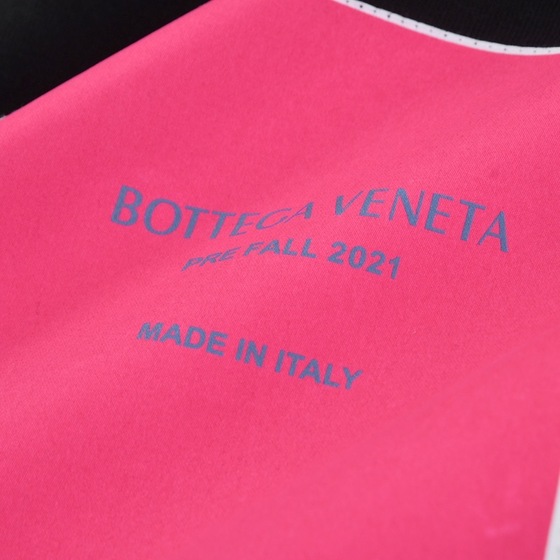 BOTTEGA VENETA
PRE FALL 2021
MADE IN ITALY